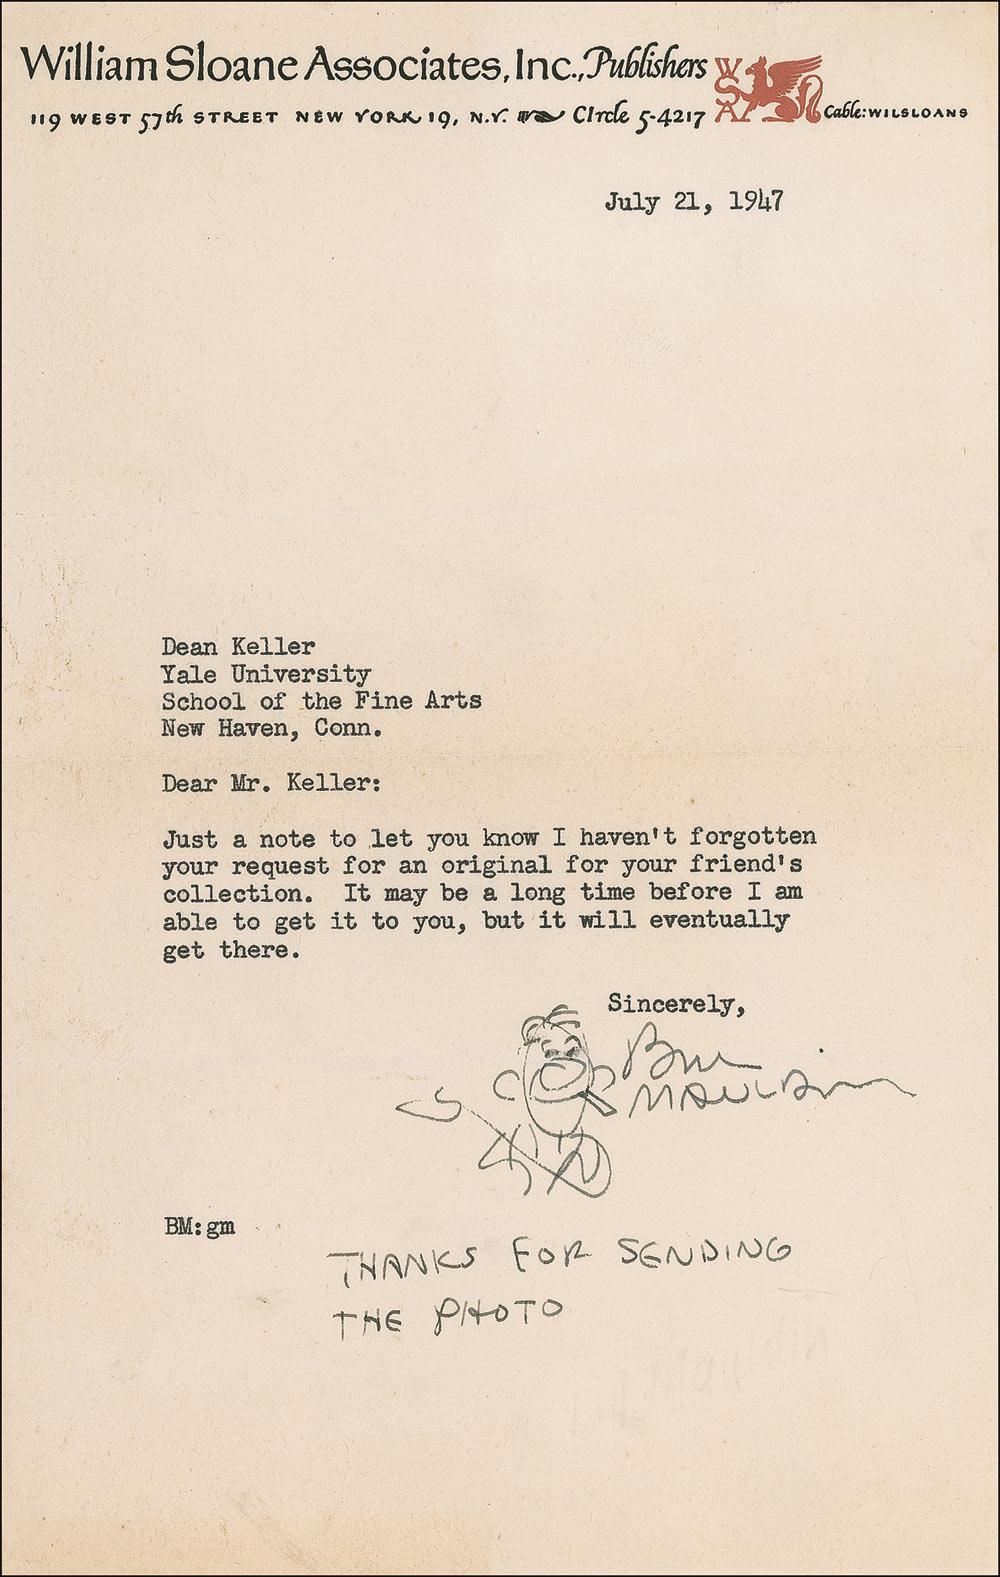 William Sloane Associates, Inc., Publishers
WSA
119 WEST 57th STREET NEW YORK 19, N.Y. CIrcle 5-4217 Cable: WILSLOANS
July 21, 1947
Dean Keller
Yale University
School of the Fine Arts
New Haven, Conn.
Dear Mr. Keller:
Just a note to let you know I haven't forgotten
your request for an original for your friend's
collection. It may be a long time before I am
able to get it to you, but it will eventually
get there.
Sincerely,
Bill
MAULDin
BM:gm
THANKS FOR SENDING
THE PHOTO